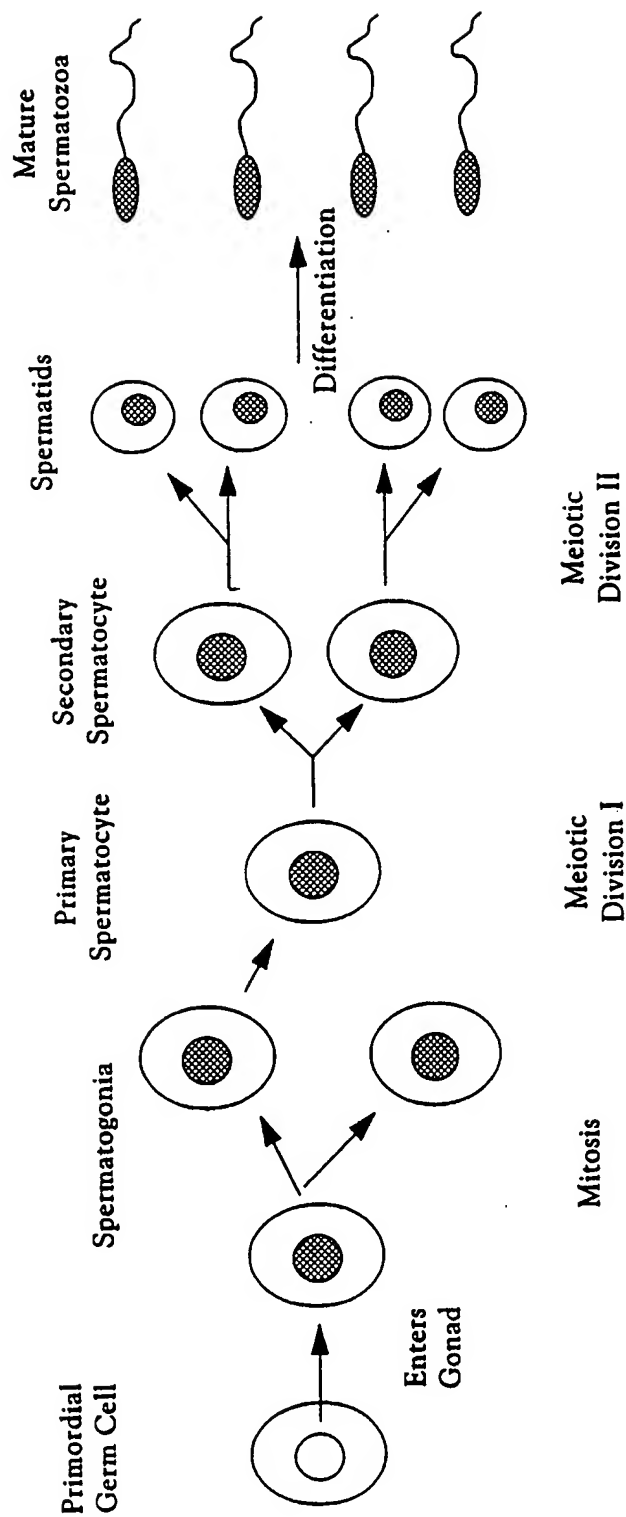 Primordial
Germ Cell
Spermatogonia
Primary
Spermatocyte
Secondary
Spermatocyte
Spermatids
Mature
Spermatozoa
Enters
Gonad
Differentiation
Mitosis
Meiotic
Division I
Meiotic
Division II